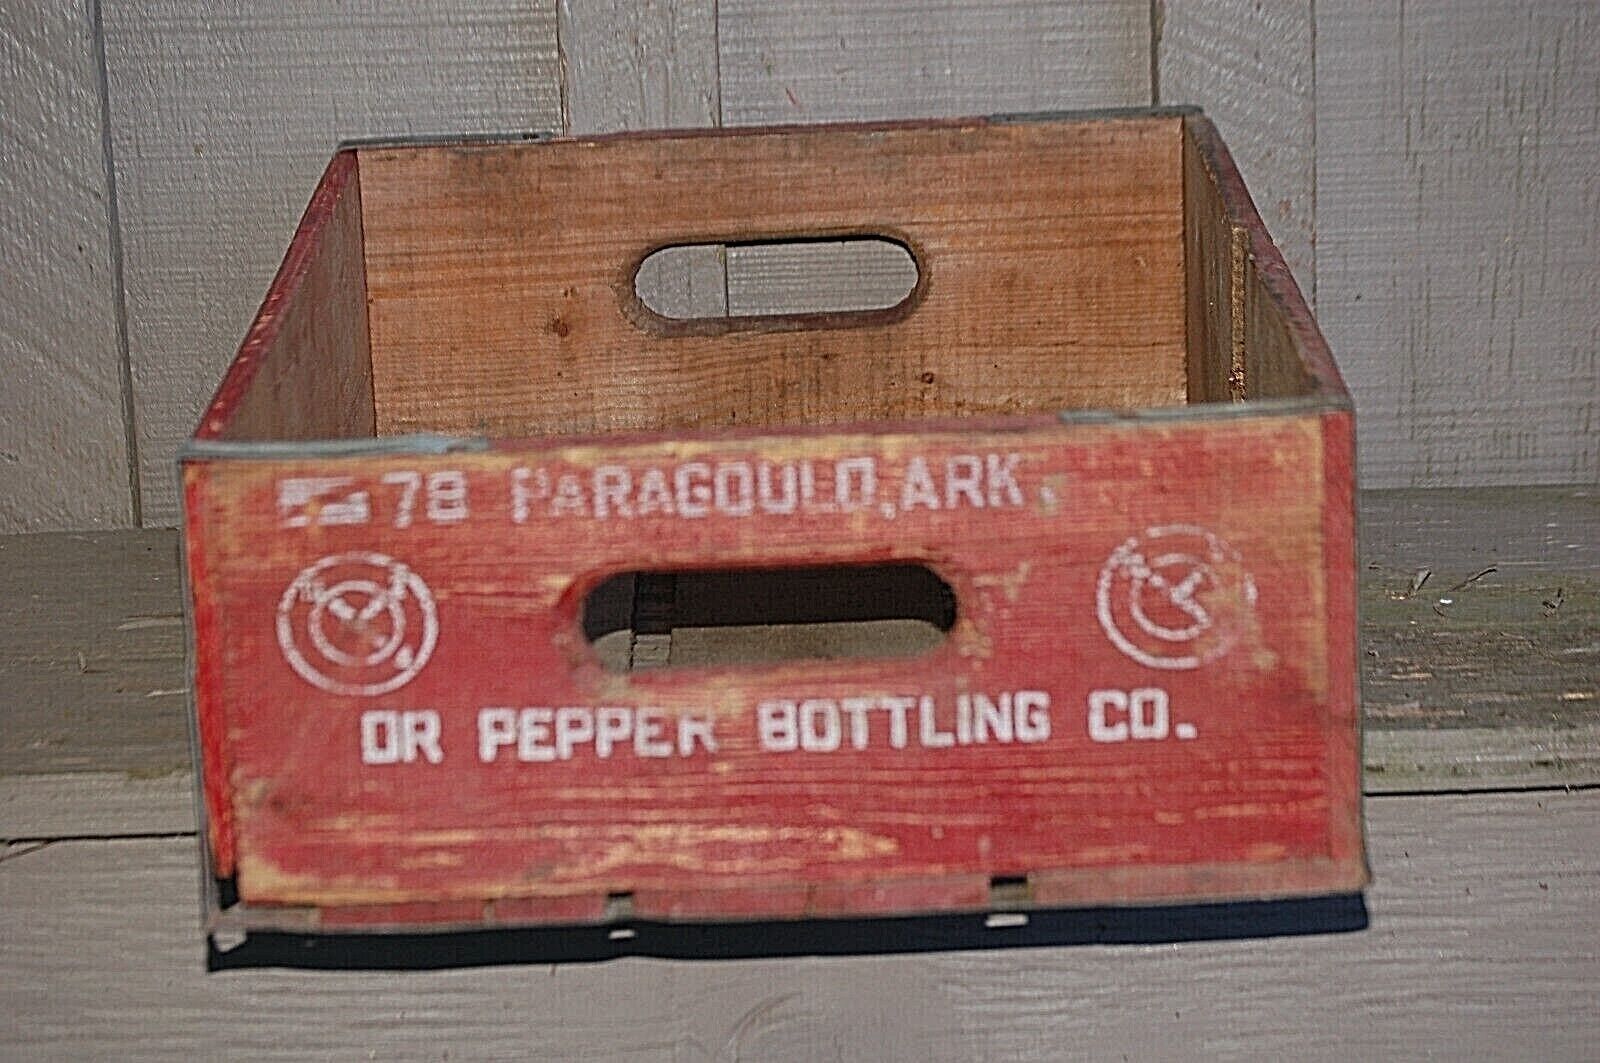 78 PARAGOULD, ARK.
DR PEPPER BOTTLING CO.